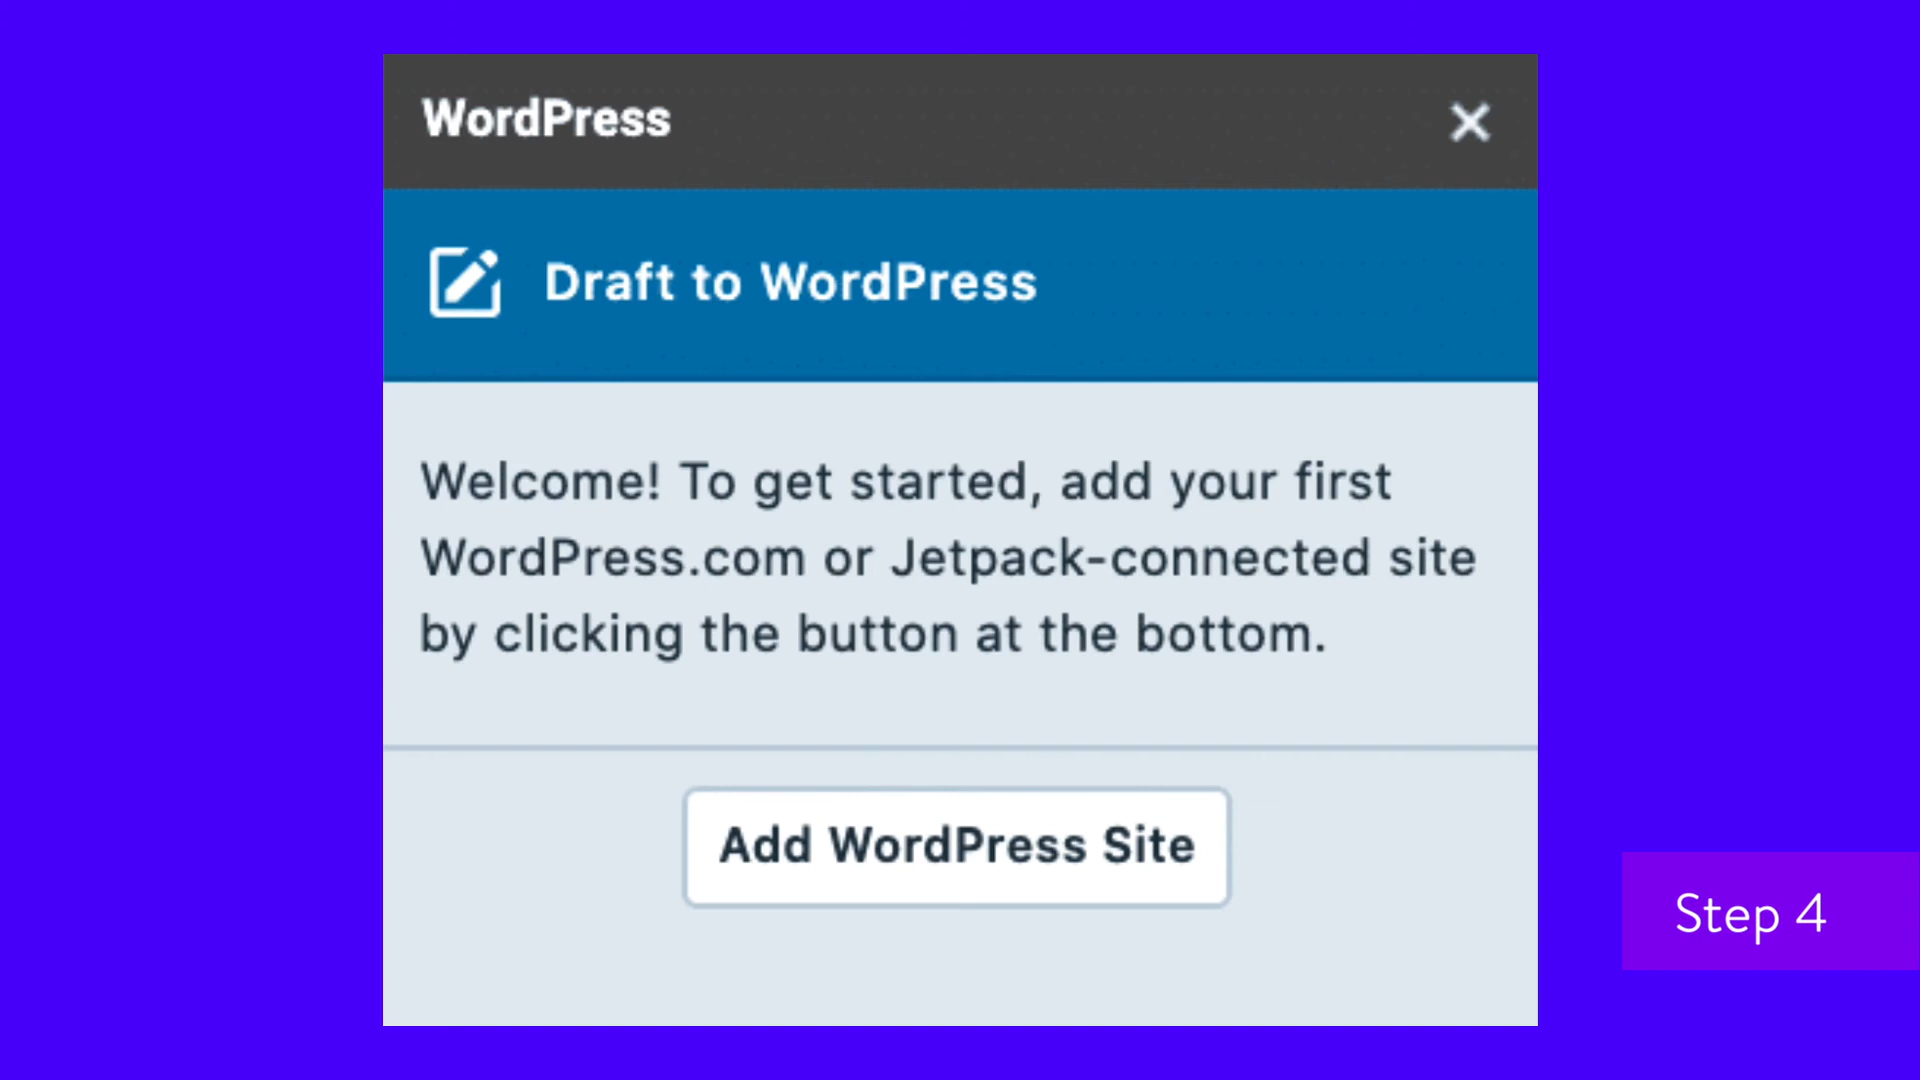 WordPress
Draft to WordPress
Welcome! To get started, add your first
WordPress.com or Jetpack-connected site
by clicking the button at the bottom.
Add WordPress Site
Step 4